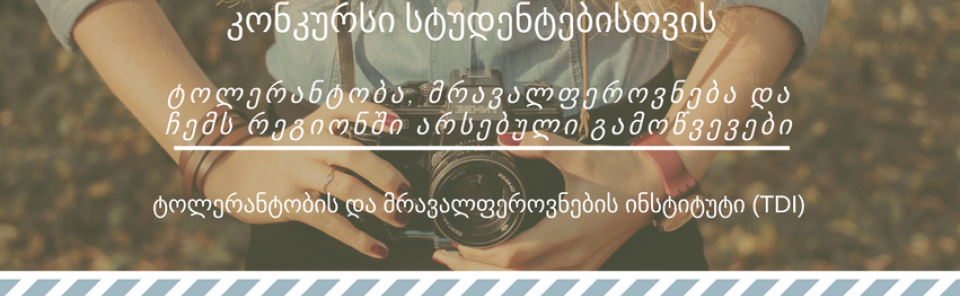 კონკურსი სტუდენტებისთვის
ტოლერანტობა, მრავალფეროვნება და
ჩემს რეგიონში არსებული გამოწვევები
ტოლერანტობის და მრავალფეროვნების ინსტიტუტი (TDI)